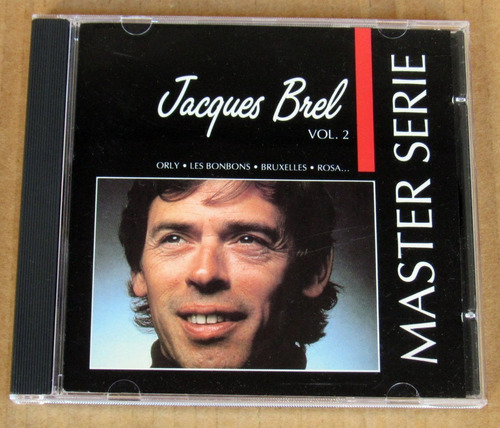 Jacques Brel
VOL. 2
ORLY • LES BONBONS • BRUXELLES • ROSA...
MASTER SERIE